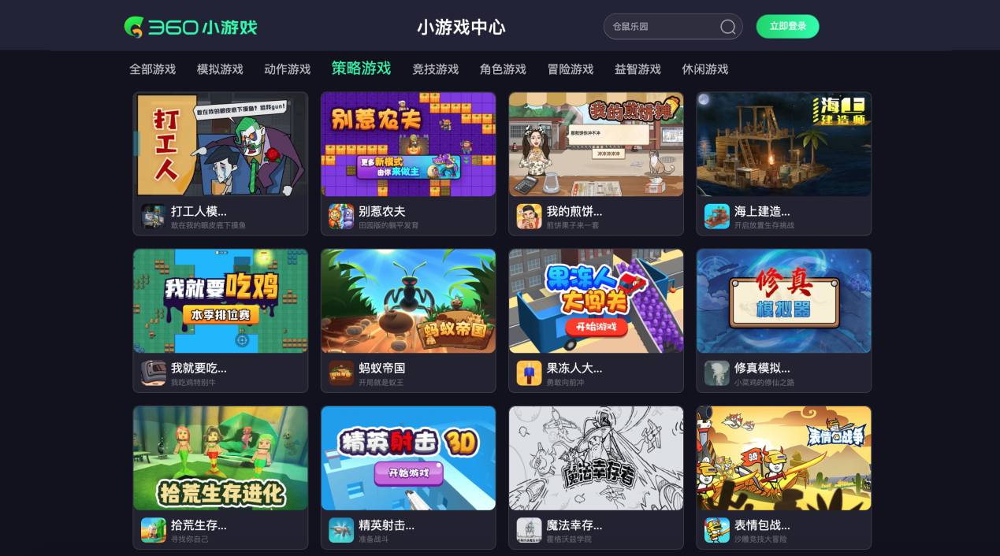 360小游戏
小游戏中心
仓鼠乐园
立即登录
全部游戏 模拟游戏 动作游戏 策略游戏 竞技游戏 角色游戏 冒险游戏 益智游戏 休闲游戏
敢在我的眼皮底下摸鱼？给我gun!
打工人
别惹农夫
更多新模式
由你来做主
我的煎饼摊
那煎饼你冲不冲
冲冲冲冲冲
海上
建造师
打工人模...
敢在我的眼皮底下摸鱼
别惹农夫
田园版的躺平发育
我的煎饼...
煎饼果子来一套
海上建造...
开启放置生存挑战
我就要吃鸡
本季排位赛
蚂蚁帝国
果冻人
大闯关
开始游戏
修真
模拟器
我就要吃...
我吃鸡特别牛
蚂蚁帝国
开局就是蚁王
果冻人大...
勇敢向前冲
修真模拟...
小菜鸡的修仙之路
拾荒生存进化
精英射击3D
开始游戏
魔法幸存者
表情包战争
拾荒生存...
寻找你自己
精英射击...
准备战斗
魔法幸存...
霍格沃兹学院
表情包战...
沙雕竞技大冒险